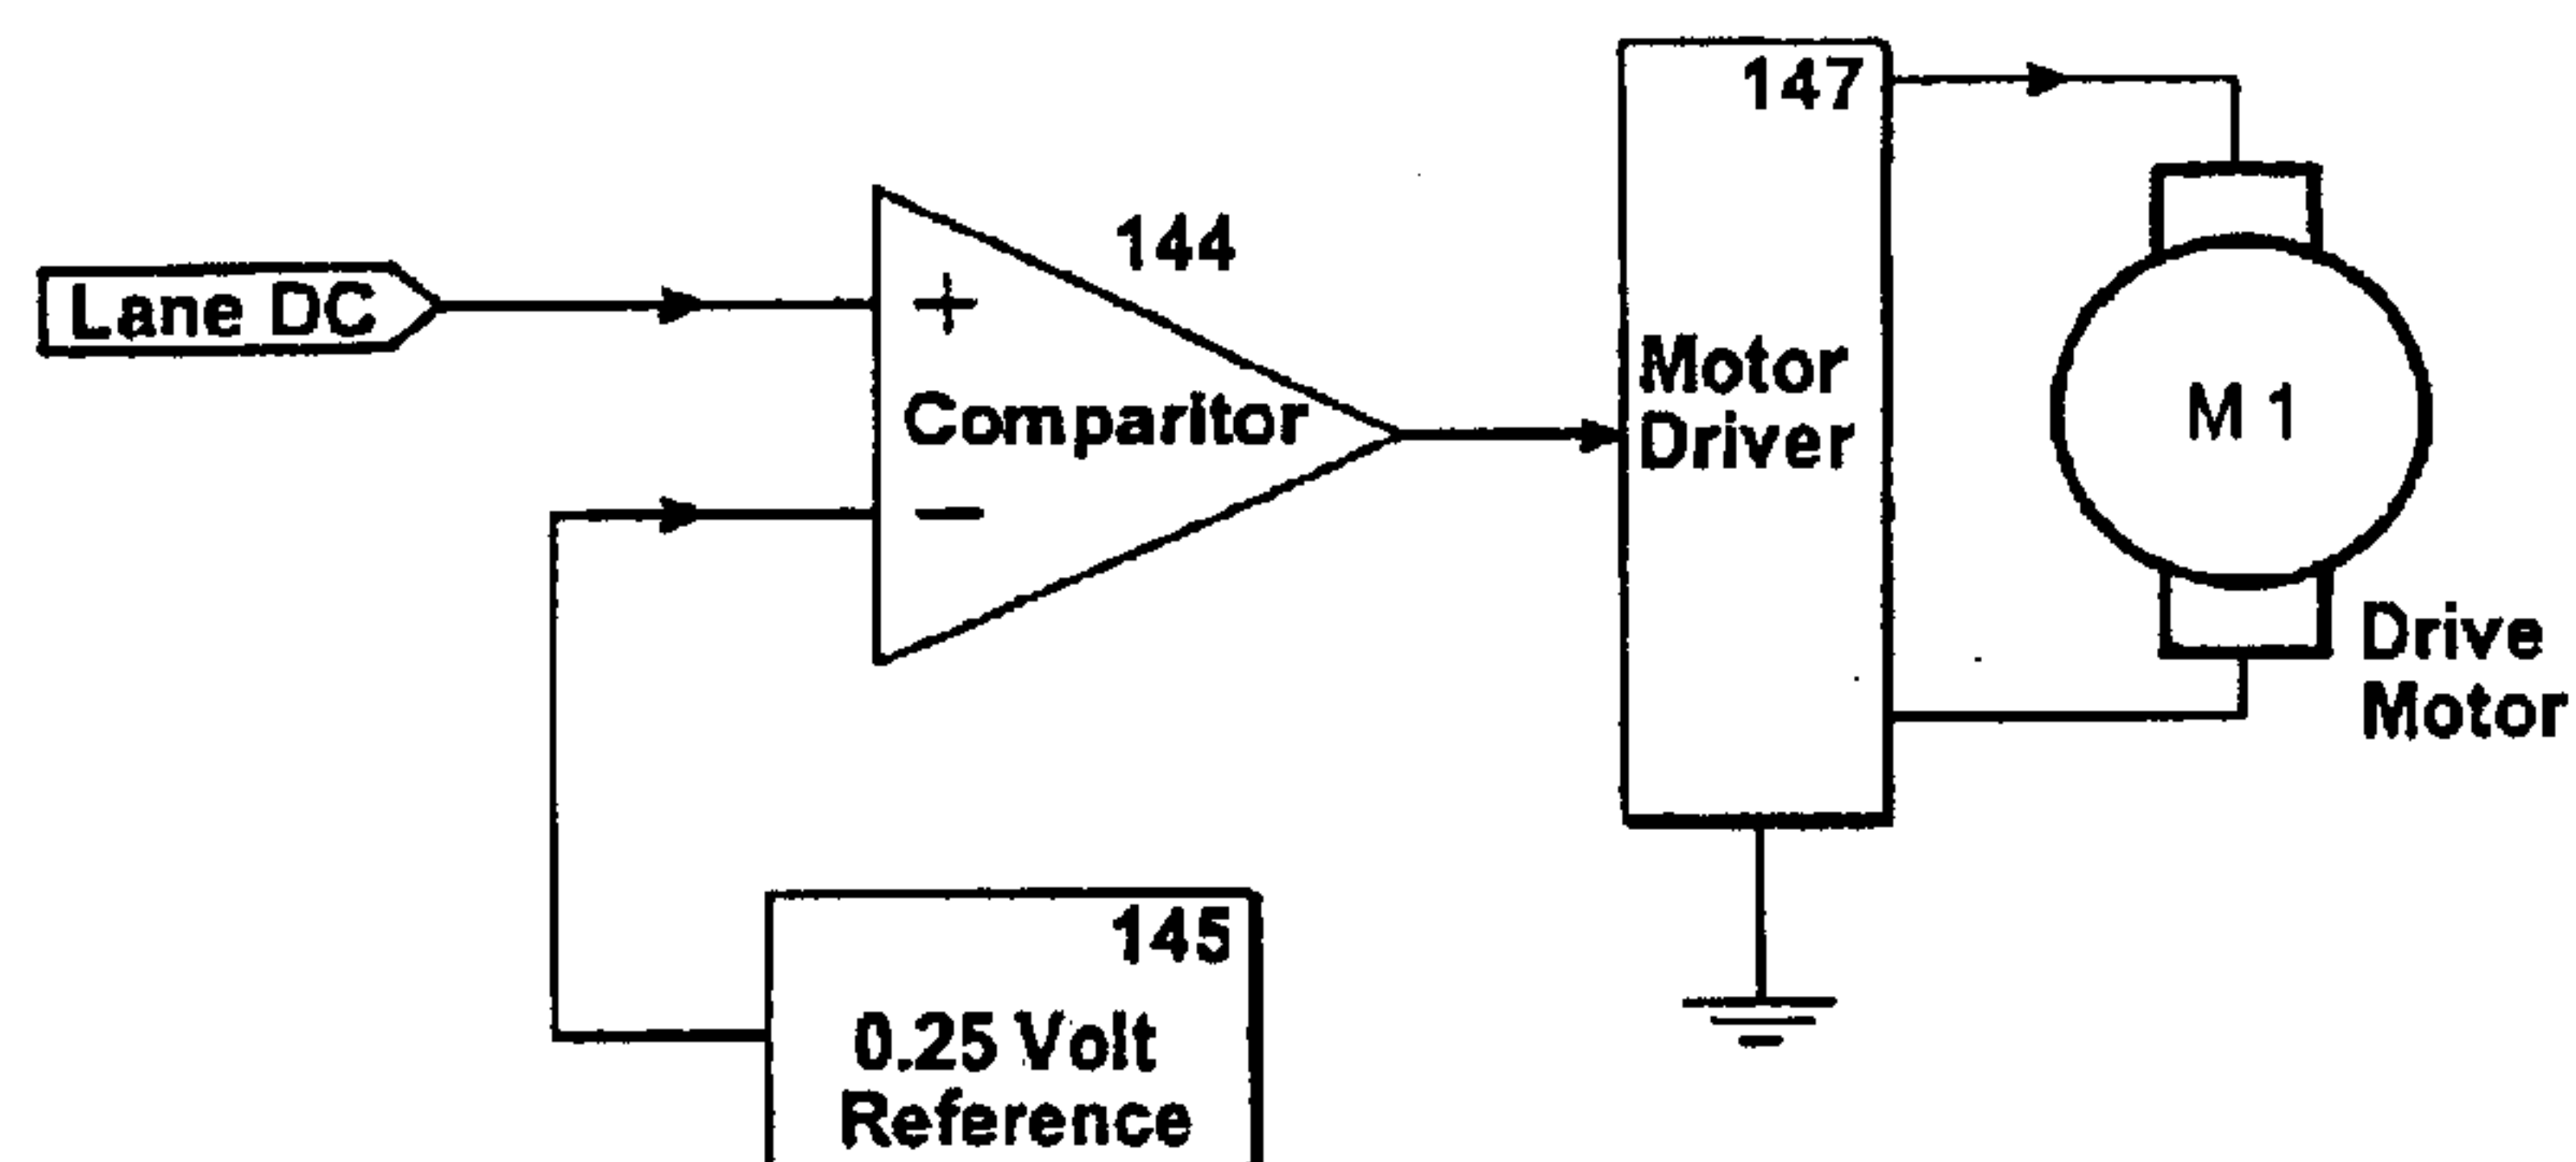 147
144
Lane DC
+
Comparitor
Motor
Driver
M 1
−
Drive
Motor
145
0.25 Volt
Reference